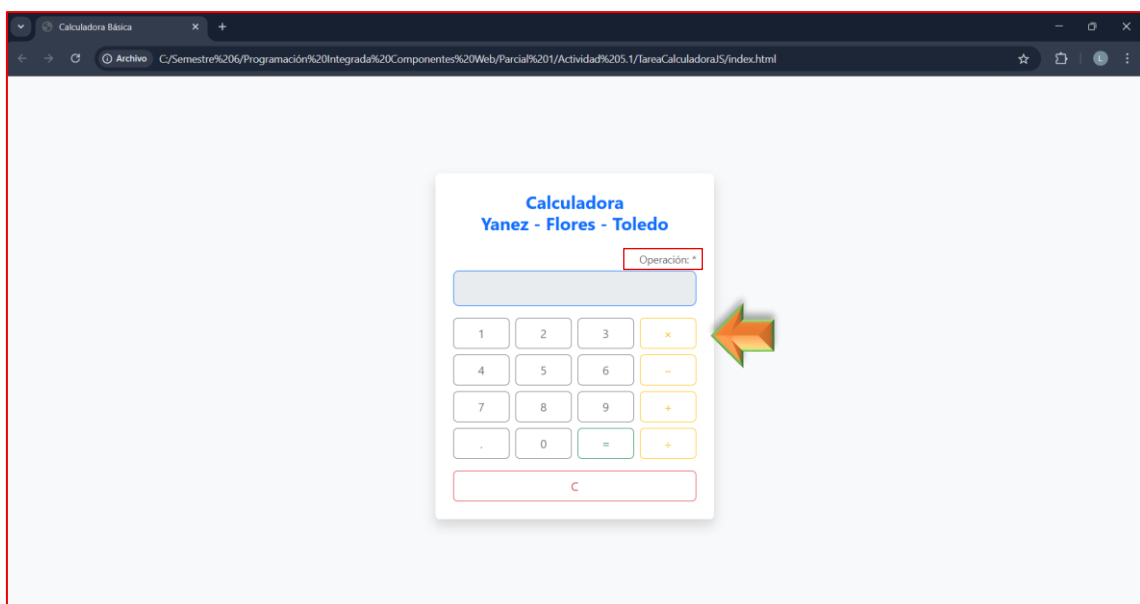 Calculadora Básica
Archivo C:/Semestre%206/Programación%20Integrada%20Componentes%20Web/Parcial%201/Actividad%205.1/TareaCalculadoraJS/index.html
L
Calculadora
Yanez - Flores - Toledo
Operación: *
1 2 3 ×
4 5 6 −
7 8 9 +
. 0 = ÷
C